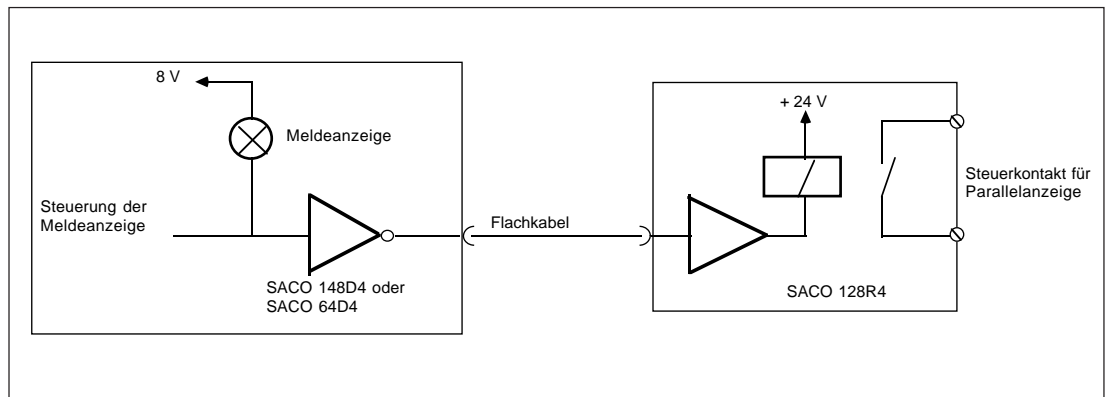 8 V
Meldeanzeige
Steuerung der
Meldeanzeige
SACO 148D4 oder
SACO 64D4
Flachkabel
+ 24 V
SACO 128R4
Steuerkontakt für
Parallelanzeige